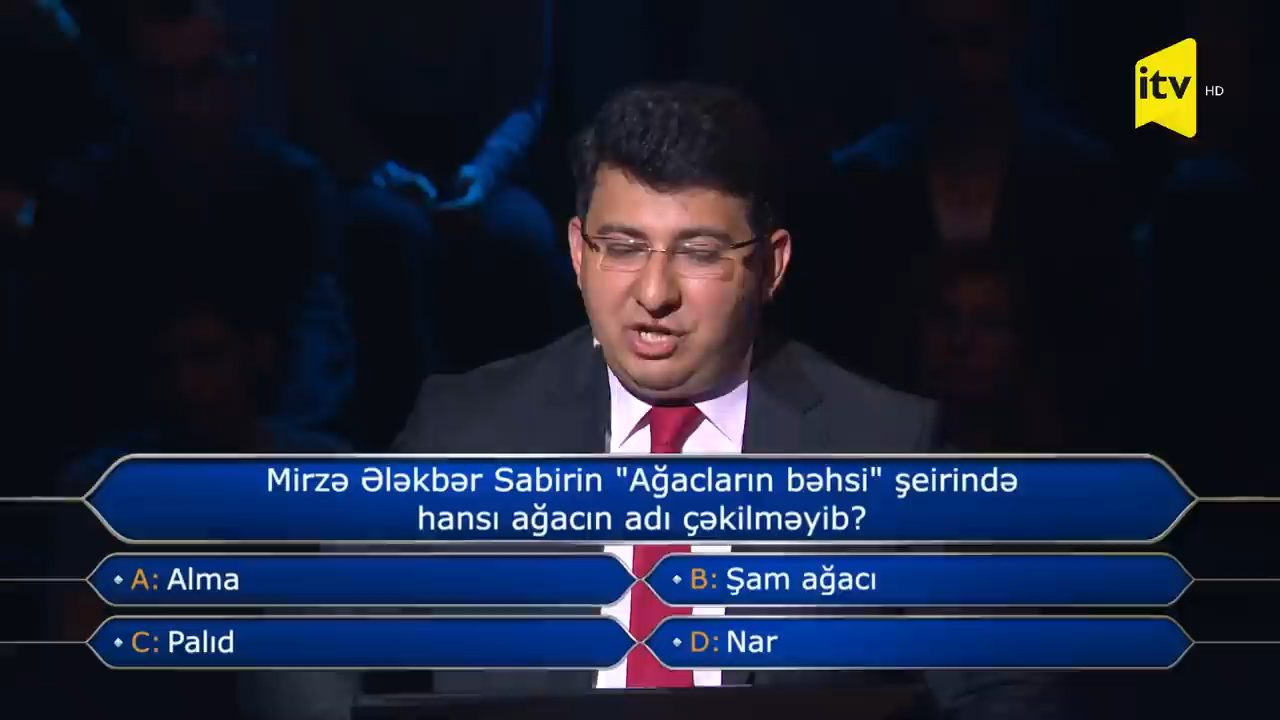 itv HD
Mirzə Ələkbər Sabirin "Ağacların bəhsi" şeirində
hansı ağacın adı çəkilməyib?
A: Alma
B: Şam ağacı
C: Palıd
D: Nar